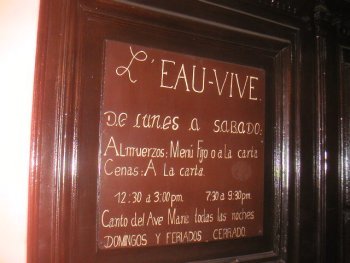 L'EAU-VIVE.
DE LUNES A SABADO:
ALmuerzos: Menú Fijo o a la carta
Cenas: A La carta.
12:30 a 3:00pm. 7:30 a 9:30pm.
Canto del Ave Maria todas las noches
DOMINGOS Y FERIADOS CERRADO.